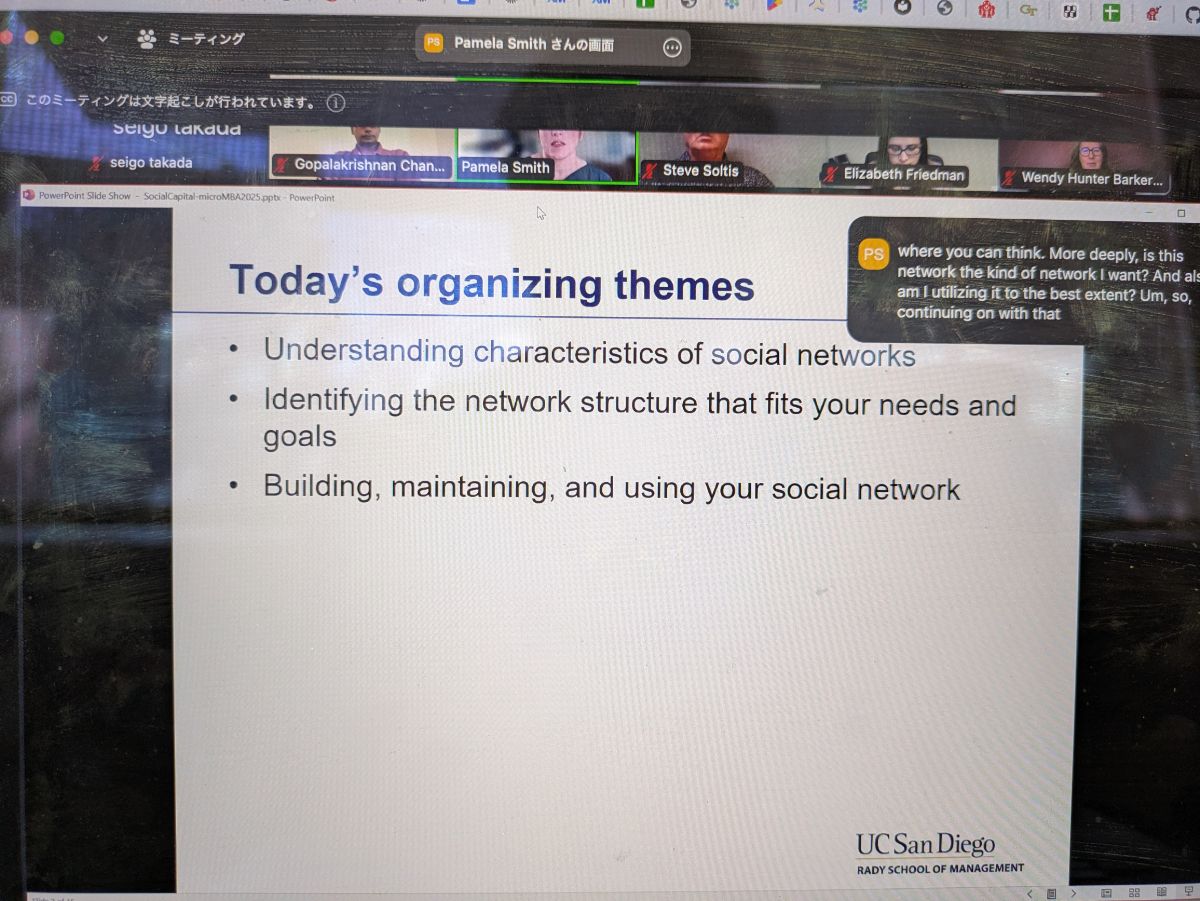 ミーティング
PS Pamela Smith さんの画面
CC このミーティングは文字起こしが行われています。
seigo takada
seigo takada
Gopalakrishnan Chan...
Pamela Smith
Steve Soltis
Elizabeth Friedman
Wendy Hunter Barker...
PowerPoint Slide Show - SocialCapital-microMBA2025.pptx - PowerPoint
PS
where you can think. More deeply, is this
network the kind of network I want? And als
am I utilizing it to the best extent? Um, so,
continuing on with that
Today's organizing themes
• Understanding characteristics of social networks
• Identifying the network structure that fits your needs and
goals
• Building, maintaining, and using your social network
UC San Diego
RADY SCHOOL OF MANAGEMENT